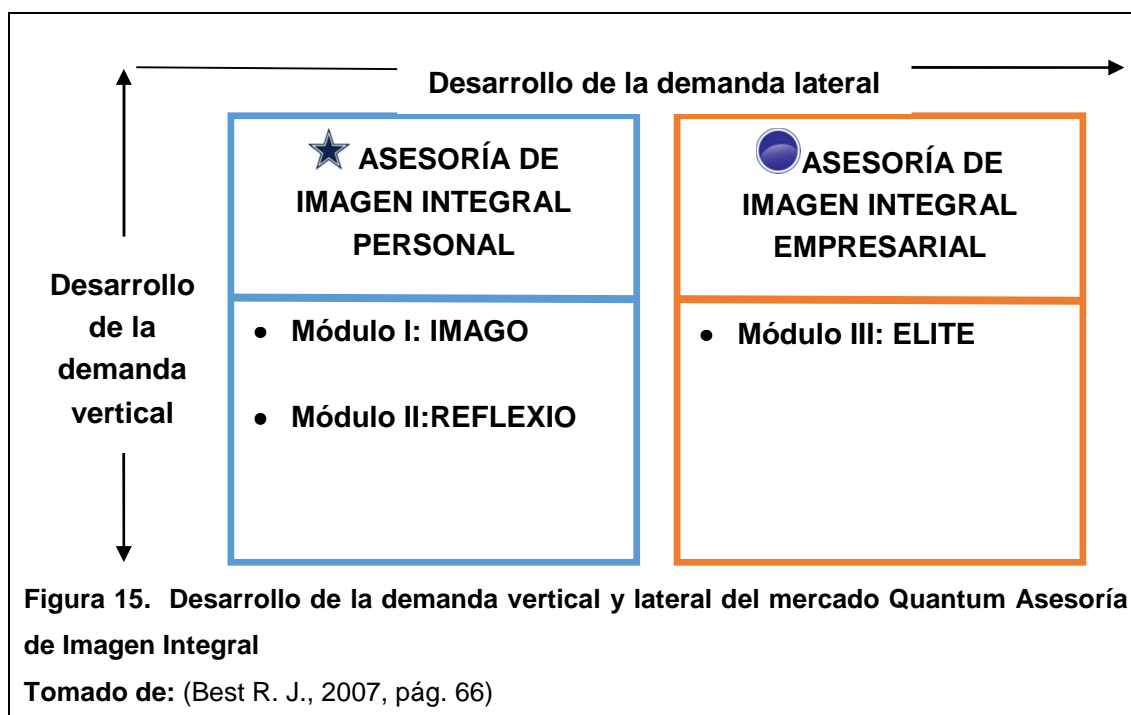 Desarrollo de la demanda lateral
ASESORÍA DE
IMAGEN INTEGRAL
PERSONAL
ASESORÍA DE
IMAGEN INTEGRAL
EMPRESARIAL
Desarrollo
de la
demanda
vertical
• Módulo I: IMAGO
• Módulo II:REFLEXIO
• Módulo III: ELITE
Figura 15. Desarrollo de la demanda vertical y lateral del mercado Quantum Asesoría
de Imagen Integral
Tomado de: (Best R. J., 2007, pág. 66)